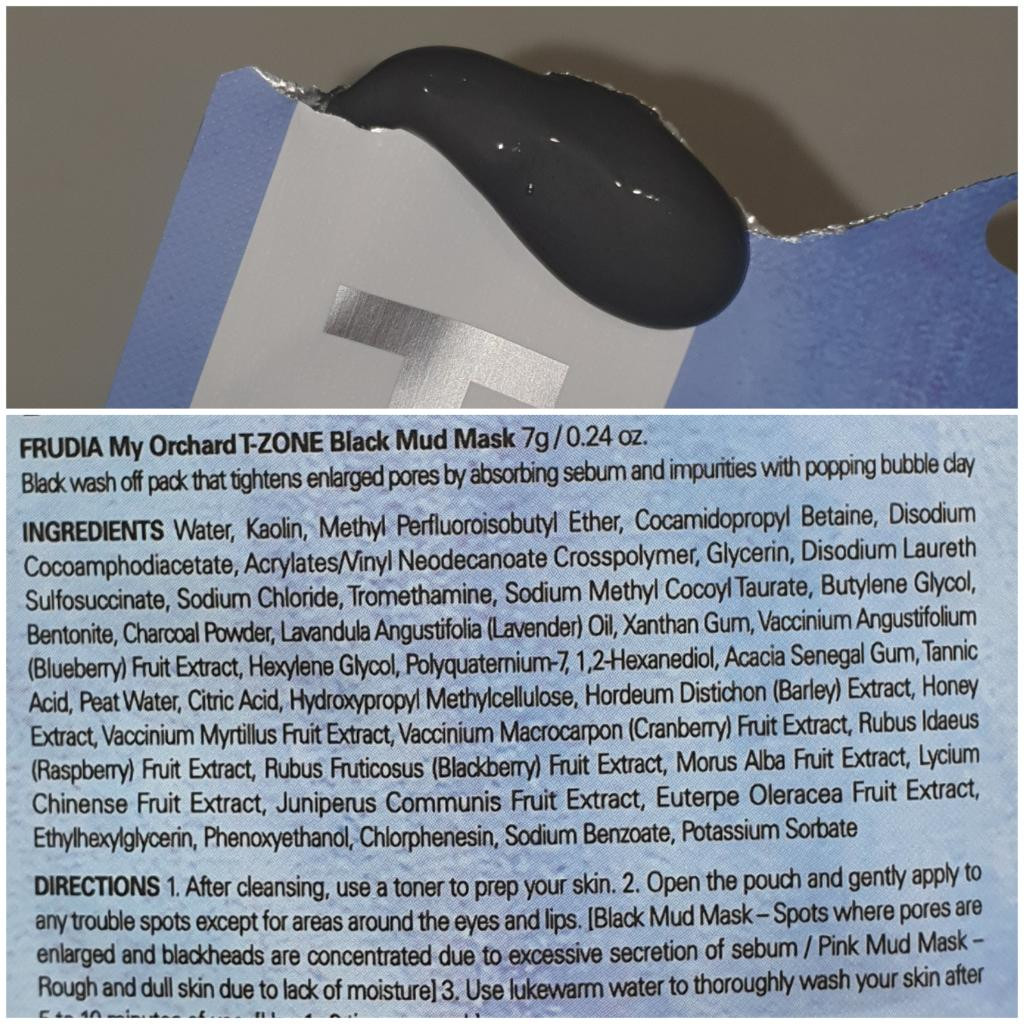 T
FRUDIA My Orchard T-ZONE Black Mud Mask 7g / 0.24 oz.
Black wash off pack that tightens enlarged pores by absorbing sebum and impurities with popping bubble clay
INGREDIENTS Water, Kaolin, Methyl Perfluoroisobutyl Ether, Cocamidopropyl Betaine, Disodium
Cocoamphodiacetate, Acrylates/Vinyl Neodecanoate Crosspolymer, Glycerin, Disodium Laureth
Sulfosuccinate, Sodium Chloride, Tromethamine, Sodium Methyl Cocoyl Taurate, Butylene Glycol,
Bentonite, Charcoal Powder, Lavandula Angustifolia (Lavender) Oil, Xanthan Gum, Vaccinium Angustifolium
(Blueberry) Fruit Extract, Hexylene Glycol, Polyquaternium-7, 1,2-Hexanediol, Acacia Senegal Gum, Tannic
Acid, Peat Water, Citric Acid, Hydroxypropyl Methylcellulose, Hordeum Distichon (Barley) Extract, Honey
Extract, Vaccinium Myrtillus Fruit Extract, Vaccinium Macrocarpon (Cranberry) Fruit Extract, Rubus Idaeus
(Raspberry) Fruit Extract, Rubus Fruticosus (Blackberry) Fruit Extract, Morus Alba Fruit Extract, Lycium
Chinense Fruit Extract, Juniperus Communis Fruit Extract, Euterpe Oleracea Fruit Extract,
Ethylhexylglycerin, Phenoxyethanol, Chlorphenesin, Sodium Benzoate, Potassium Sorbate
DIRECTIONS 1. After cleansing, use a toner to prep your skin. 2. Open the pouch and gently apply to
any trouble spots except for areas around the eyes and lips. [Black Mud Mask – Spots where pores are
enlarged and blackheads are concentrated due to excessive secretion of sebum / Pink Mud Mask –
Rough and dull skin due to lack of moisture] 3. Use lukewarm water to thoroughly wash your skin after